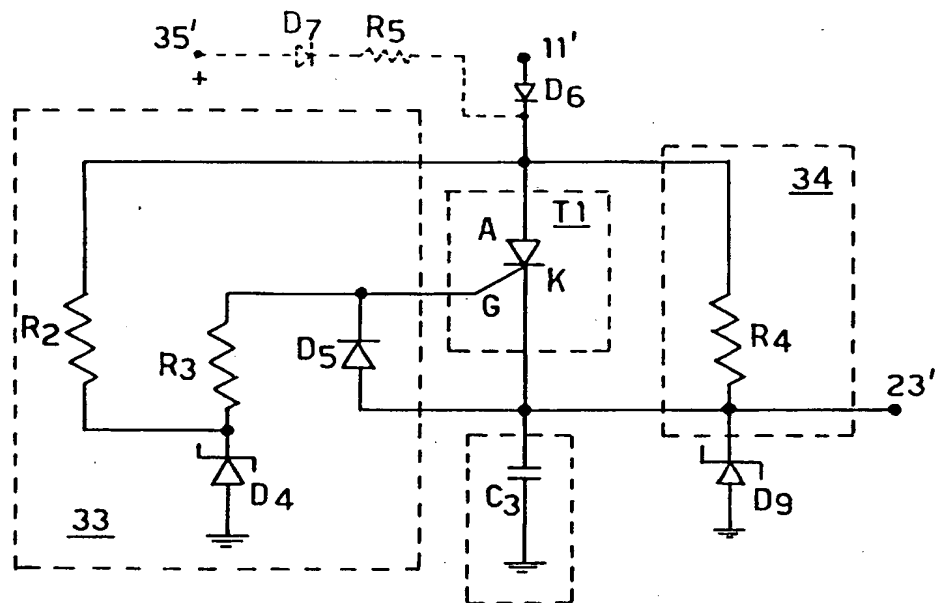 35' D7 R5 11'
+ D6
34
T1
A
K
G
R2 R3 D5 R4
23'
D4 C3 D9
33